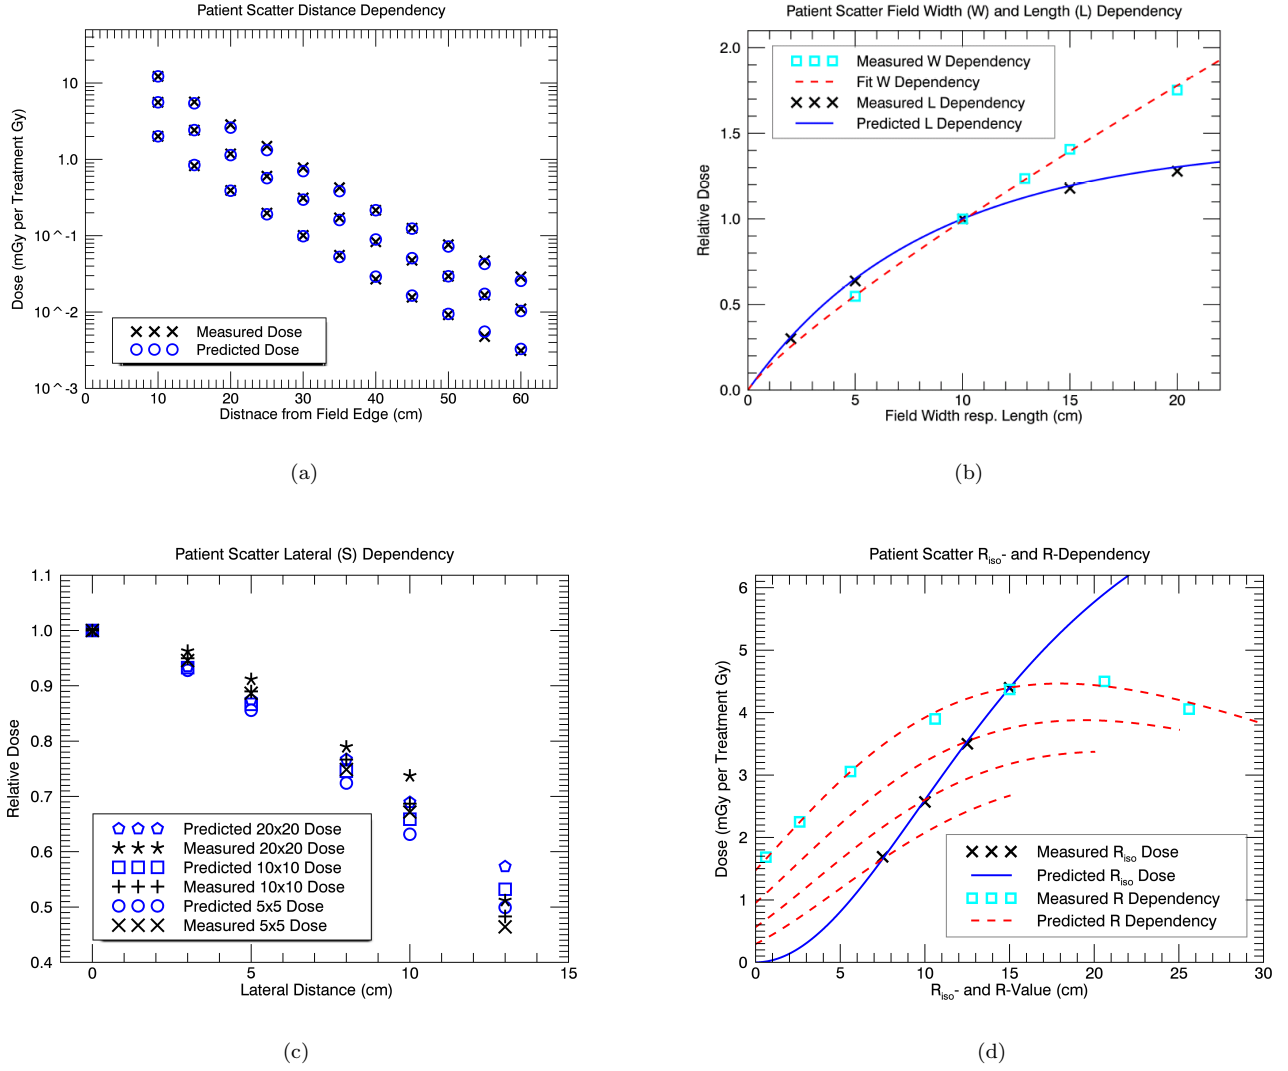 Patient Scatter Distance Dependency
Dose (mGy per Treatment Gy)
10
1.0
10^-1
10^-2
10^-3
Measured Dose
Predicted Dose
0 10 20 30 40 50 60
Distnace from Field Edge (cm)
(a)
Patient Scatter Field Width (W) and Length (L) Dependency
Relative Dose
2.0
1.5
1.0
0.5
0.0
Measured W Dependency
Fit W Dependency
Measured L Dependency
Predicted L Dependency
0 5 10 15 20
Field Width resp. Length (cm)
(b)
Patient Scatter Lateral (S) Dependency
Relative Dose
1.1
1.0
0.9
0.8
0.7
0.6
0.5
0.4
Predicted 20x20 Dose
Measured 20x20 Dose
Predicted 10x10 Dose
Measured 10x10 Dose
Predicted 5x5 Dose
Measured 5x5 Dose
0 5 10 15
Lateral Distance (cm)
(c)
Patient Scatter Riso- and R-Dependency
Dose (mGy per Treatment Gy)
6
5
4
3
2
1
0
Measured Riso Dose
Predicted Riso Dose
Measured R Dependency
Predicted R Dependency
0 5 10 15 20 25 30
Riso- and R-Value (cm)
(d)